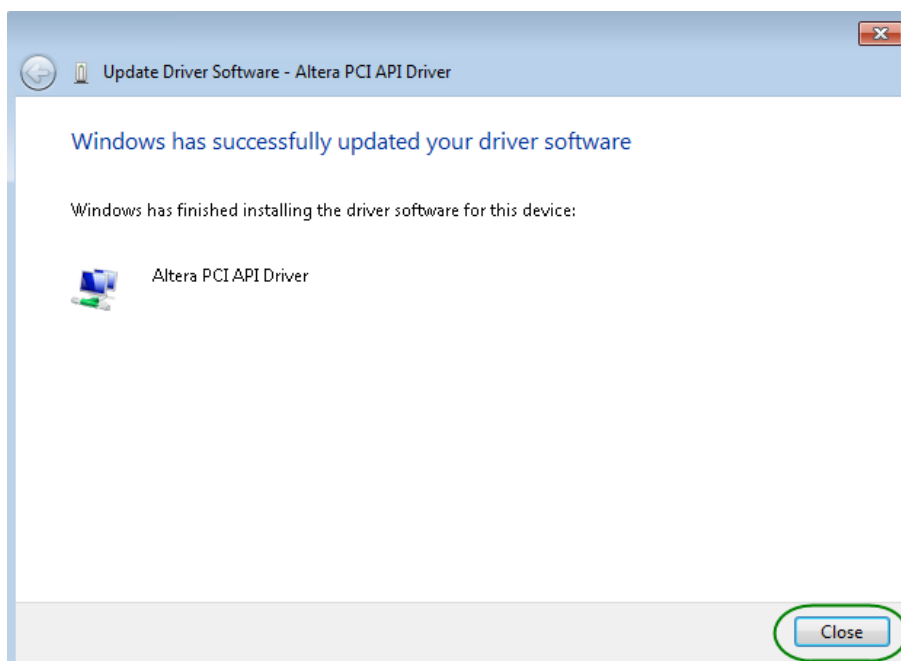 Update Driver Software - Altera PCI API Driver
Windows has successfully updated your driver software
Windows has finished installing the driver software for this device:
Altera PCI API Driver
Close